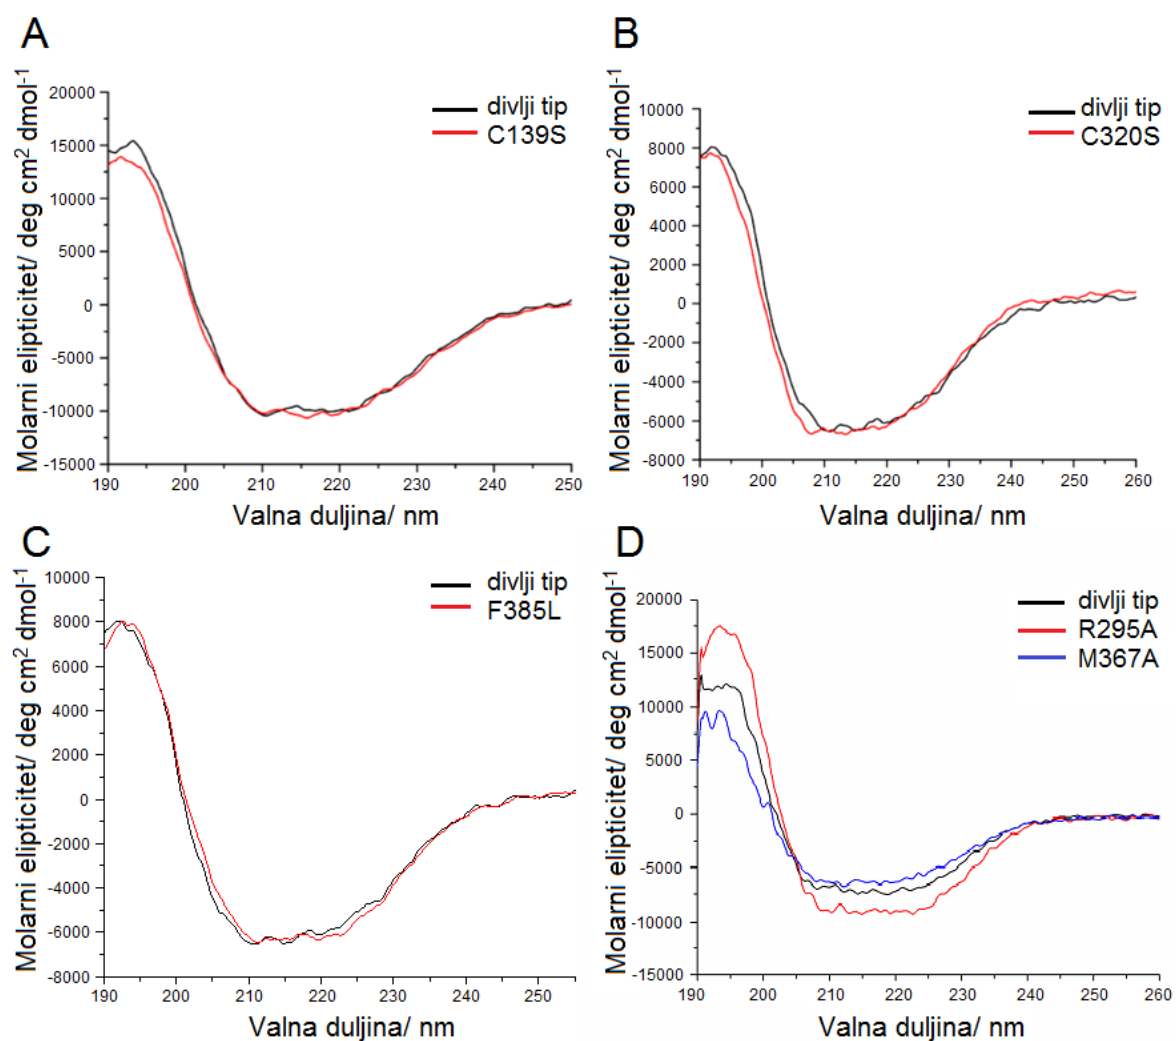 A
Molarni elipticitet/ deg cm² dmol⁻¹
20000
15000
10000
5000
0
-5000
-10000
-15000
divlji tip
C139S
190 200 210 220 230 240 250
Valna duljina/ nm
B
Molarni elipticitet/ deg cm² dmol⁻¹
10000
8000
6000
4000
2000
0
-2000
-4000
-6000
-8000
divlji tip
C320S
190 200 210 220 230 240 250 260
Valna duljina/ nm
C
Molarni elipticitet/ deg cm² dmol⁻¹
10000
8000
6000
4000
2000
0
-2000
-4000
-6000
-8000
divlji tip
F385L
190 200 210 220 230 240 250
Valna duljina/ nm
D
Molarni elipticitet/ deg cm² dmol⁻¹
20000
15000
10000
5000
0
-5000
-10000
-15000
divlji tip
R295A
M367A
190 200 210 220 230 240 250 260
Valna duljina/ nm